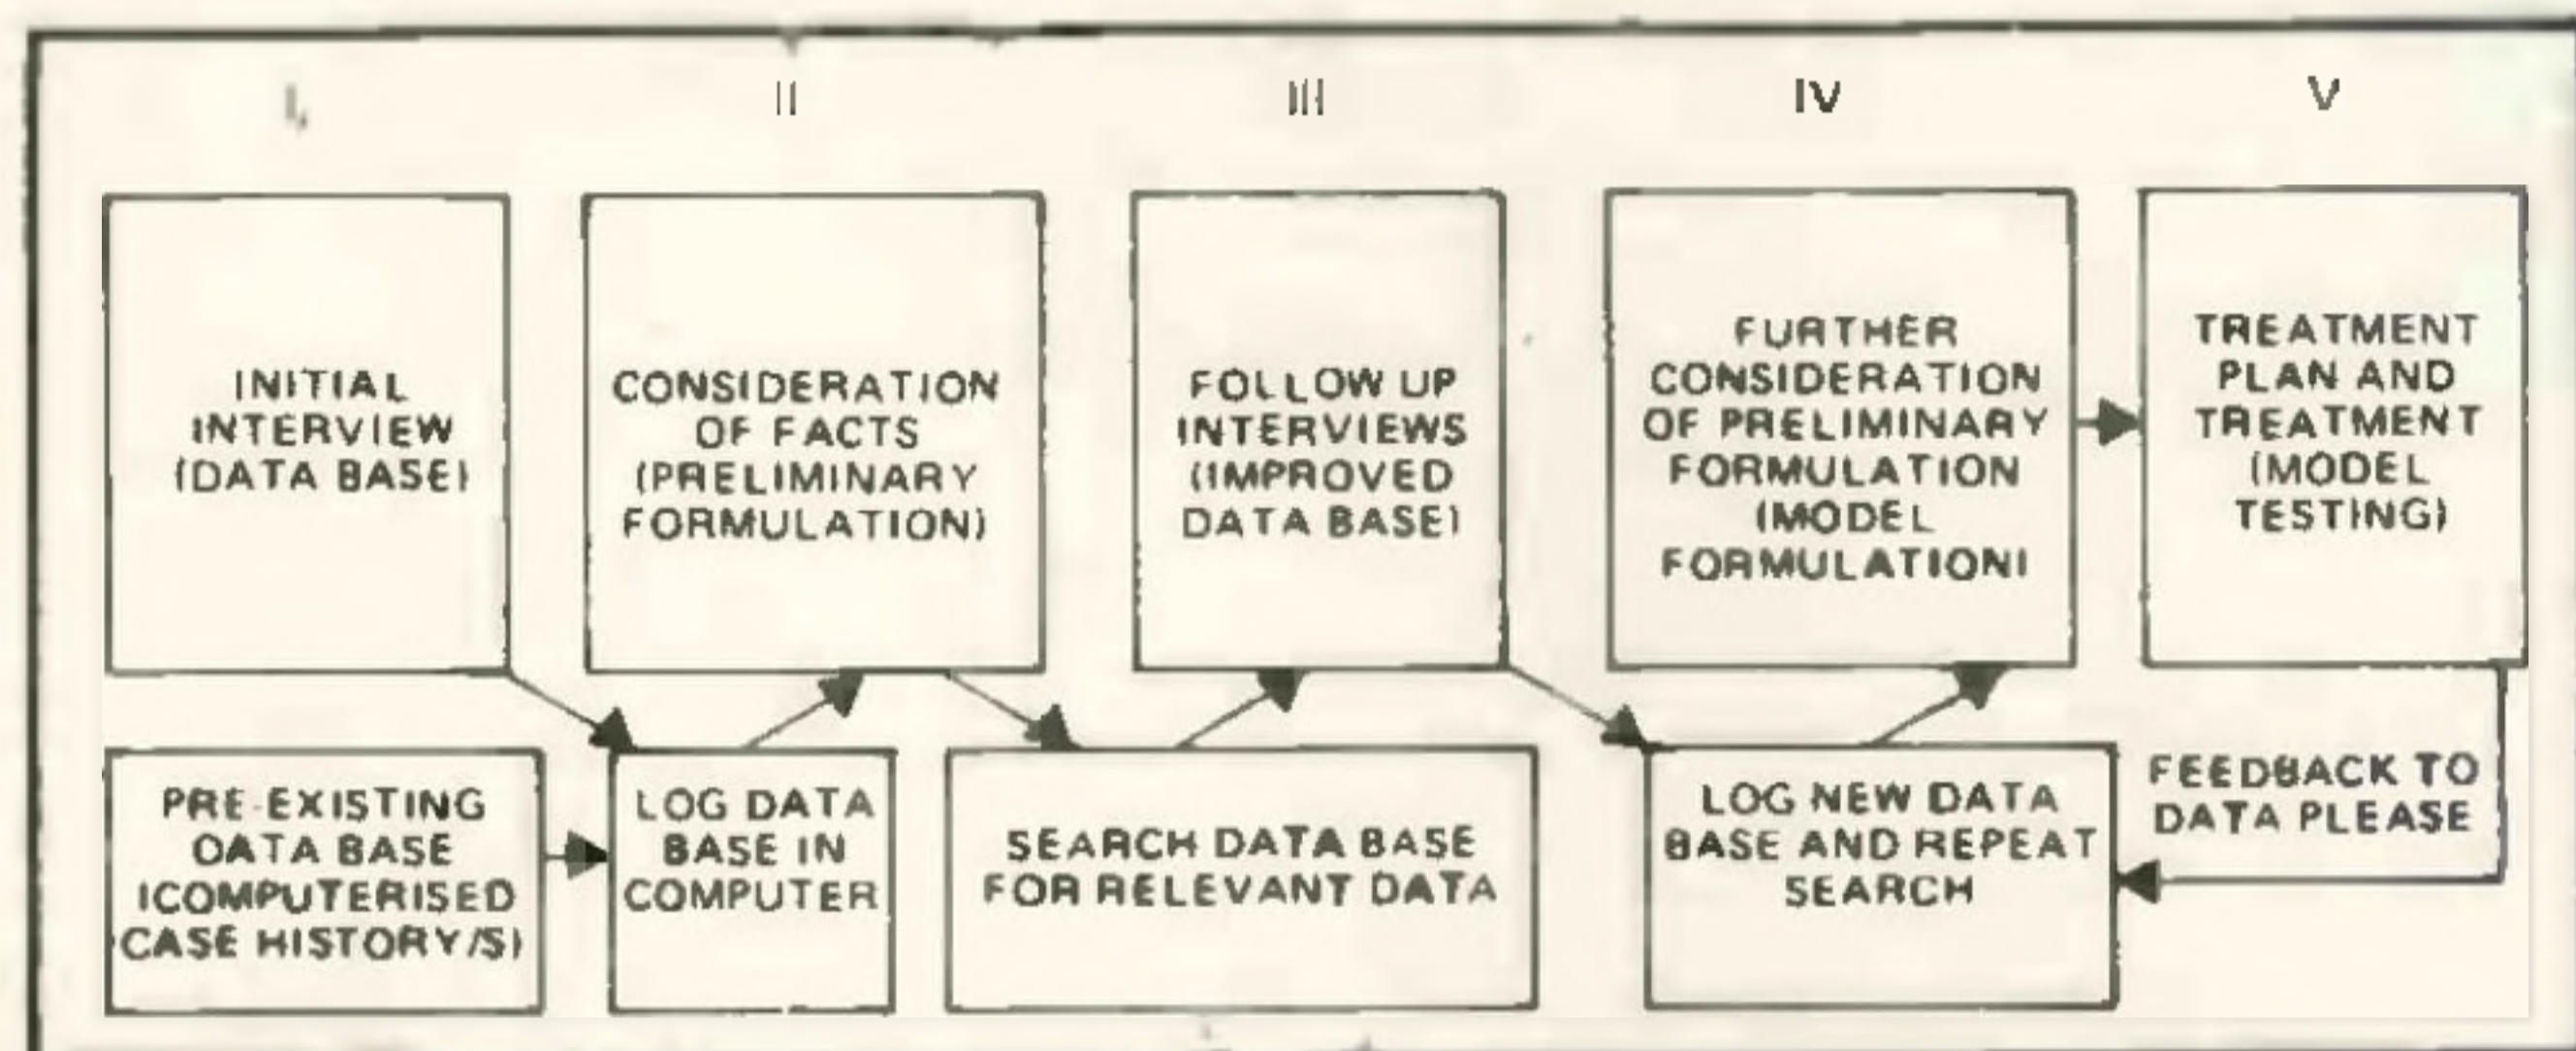 I, II III IV V
INITIAL
INTERVIEW
(DATA BASE)
CONSIDERATION
OF FACTS
(PRELIMINARY
FORMULATION)
FOLLOW UP
INTERVIEWS
(IMPROVED
DATA BASE)
FURTHER
CONSIDERATION
OF PRELIMINARY
FORMULATION
(MODEL
FORMULATION)
TREATMENT
PLAN AND
TREATMENT
(MODEL
TESTING)
PRE-EXISTING
DATA BASE
(COMPUTERISED
CASE HISTORY/S)
LOG DATA
BASE IN
COMPUTER
SEARCH DATA BASE
FOR RELEVANT DATA
LOG NEW DATA
BASE AND REPEAT
SEARCH
FEEDBACK TO
DATA PLEASE